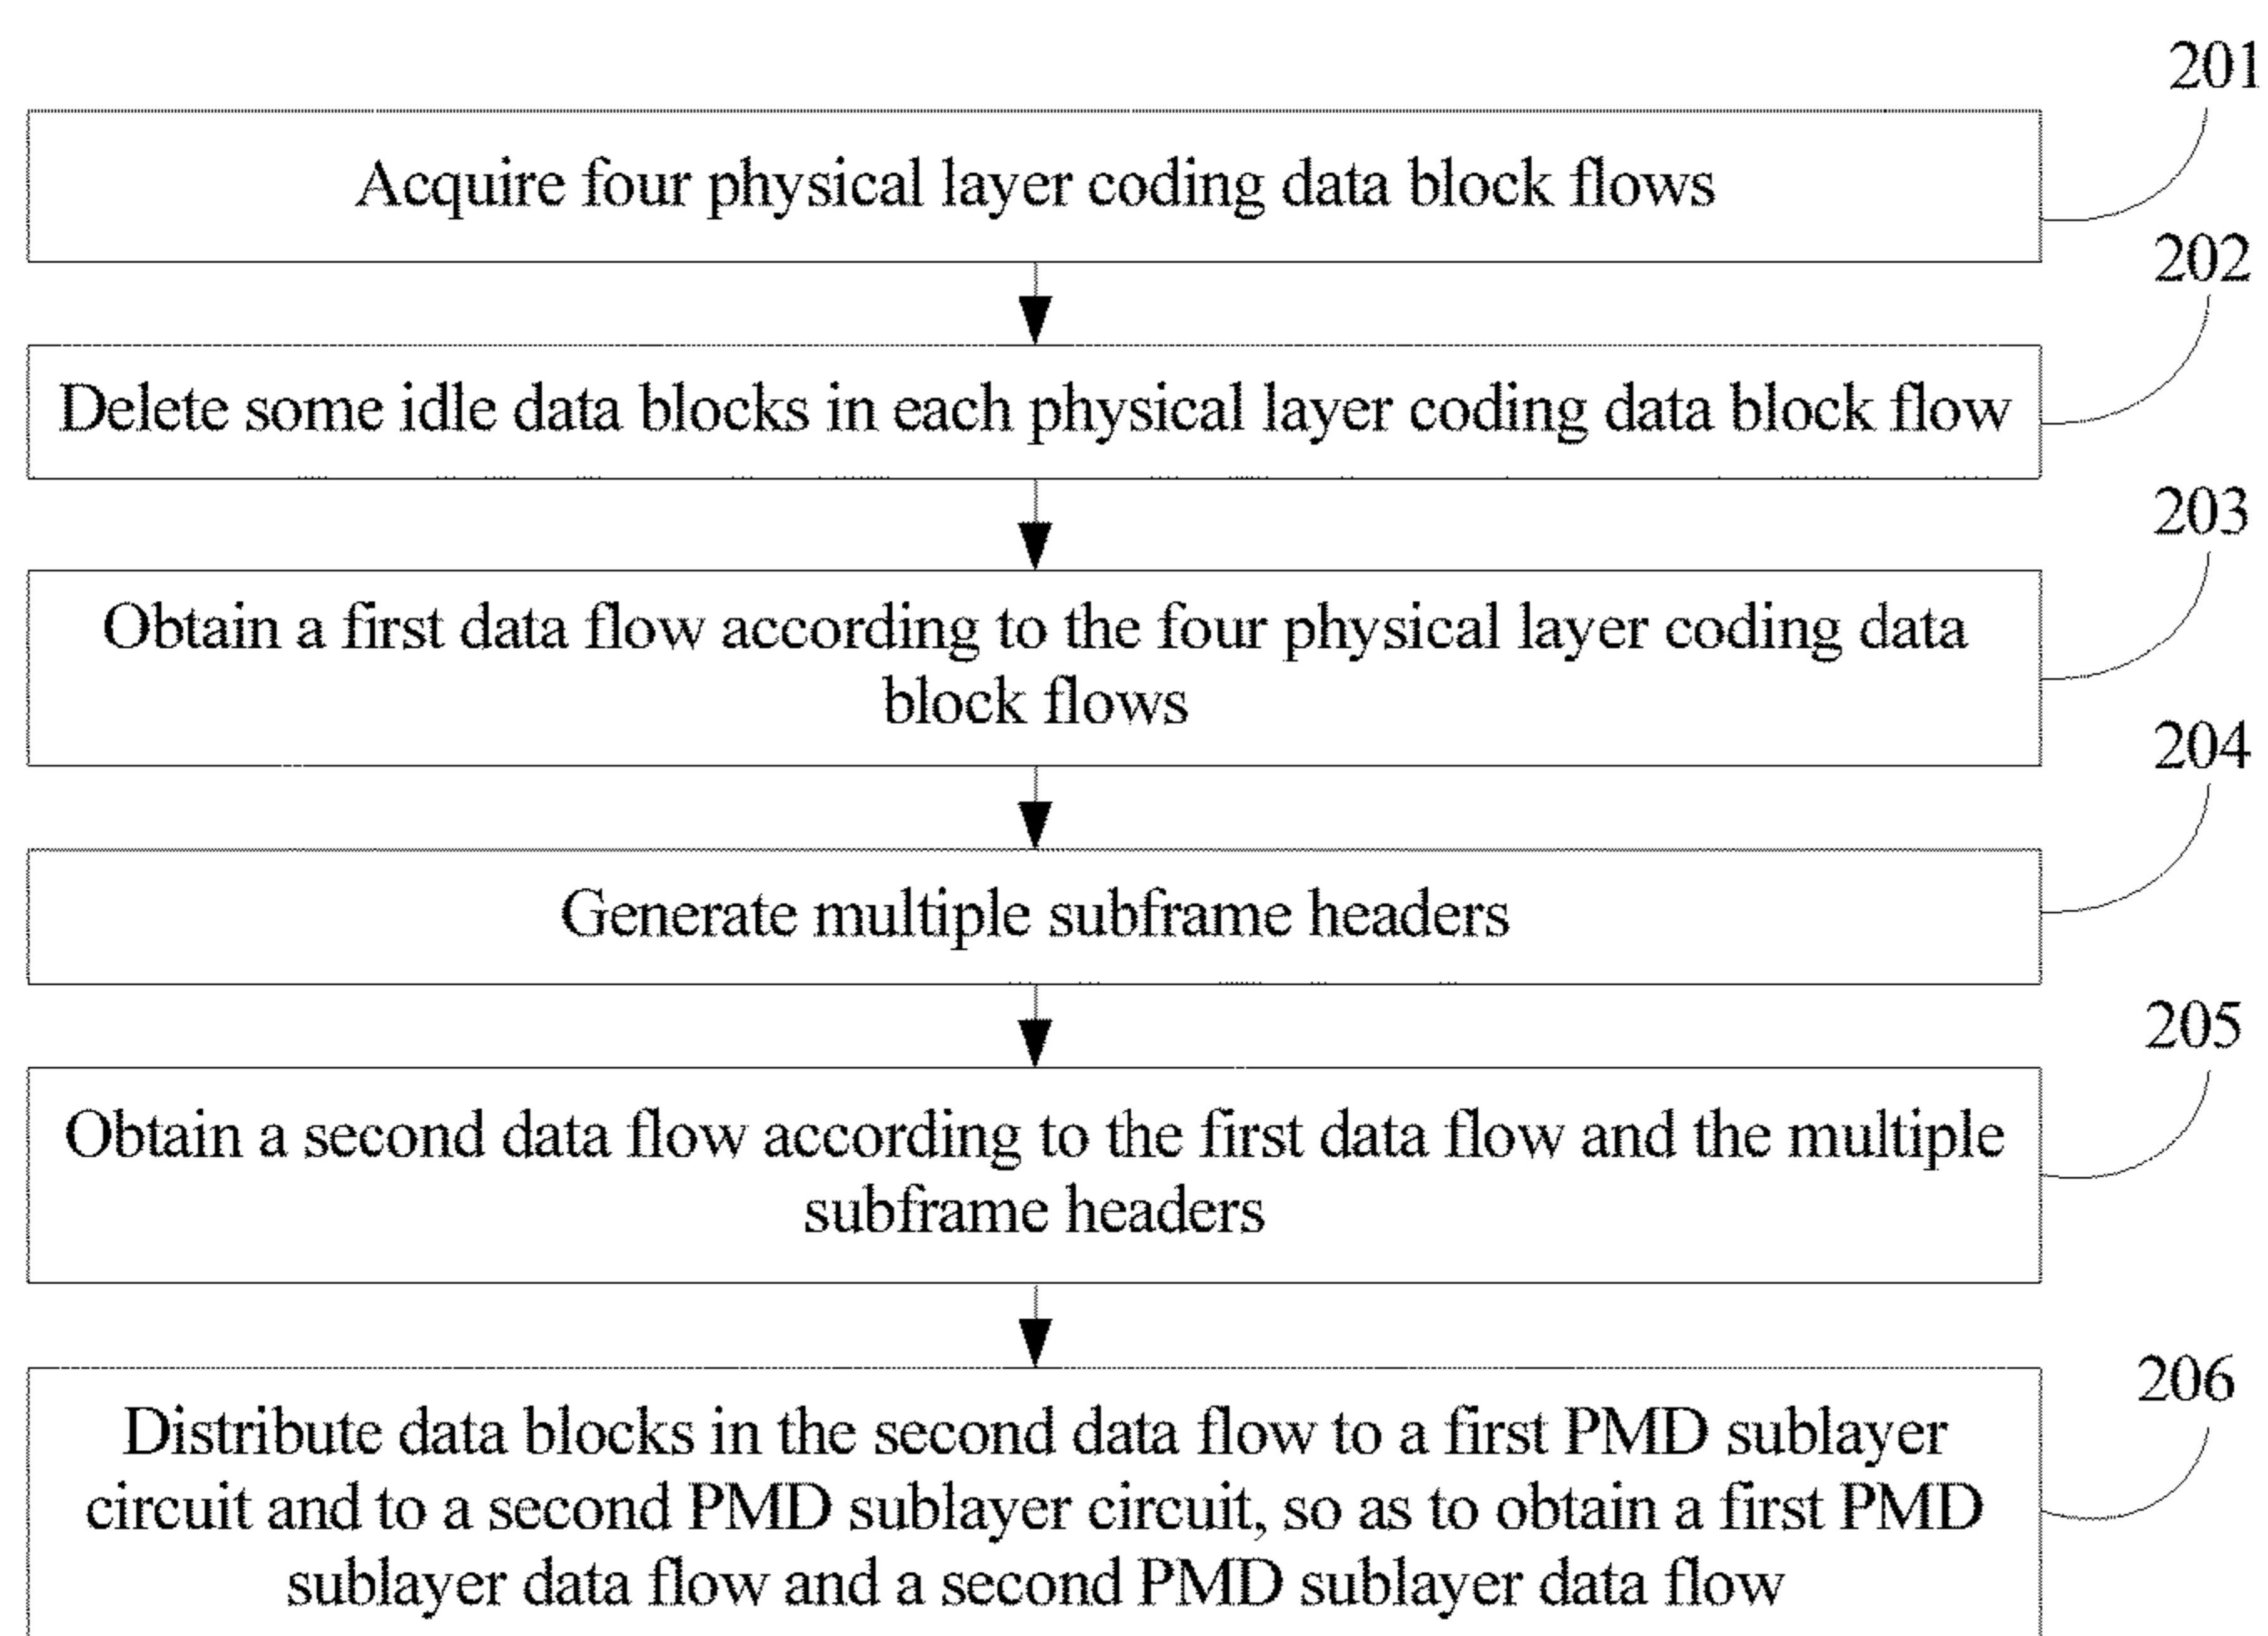 201
Acquire four physical layer coding data block flows
202
Delete some idle data blocks in each physical layer coding data block flow
203
Obtain a first data flow according to the four physical layer coding data
block flows
204
Generate multiple subframe headers
205
Obtain a second data flow according to the first data flow and the multiple
subframe headers
206
Distribute data blocks in the second data flow to a first PMD sublayer
circuit and to a second PMD sublayer circuit, so as to obtain a first PMD
sublayer data flow and a second PMD sublayer data flow